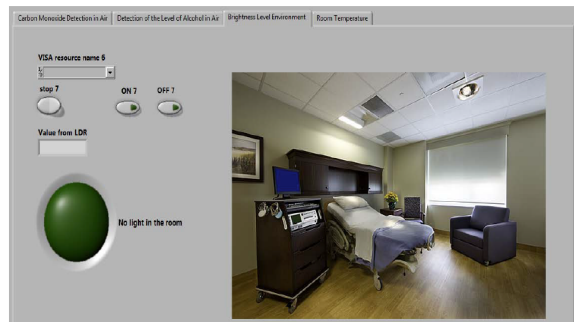 Carbon Monoxide Detection in Air
Detection of the Level of Alcohol in Air
Brightness Level Environment
Room Temperature
VISA resource name 6
stop 7
ON 7
OFF 7
Value from LDR
No light in the room